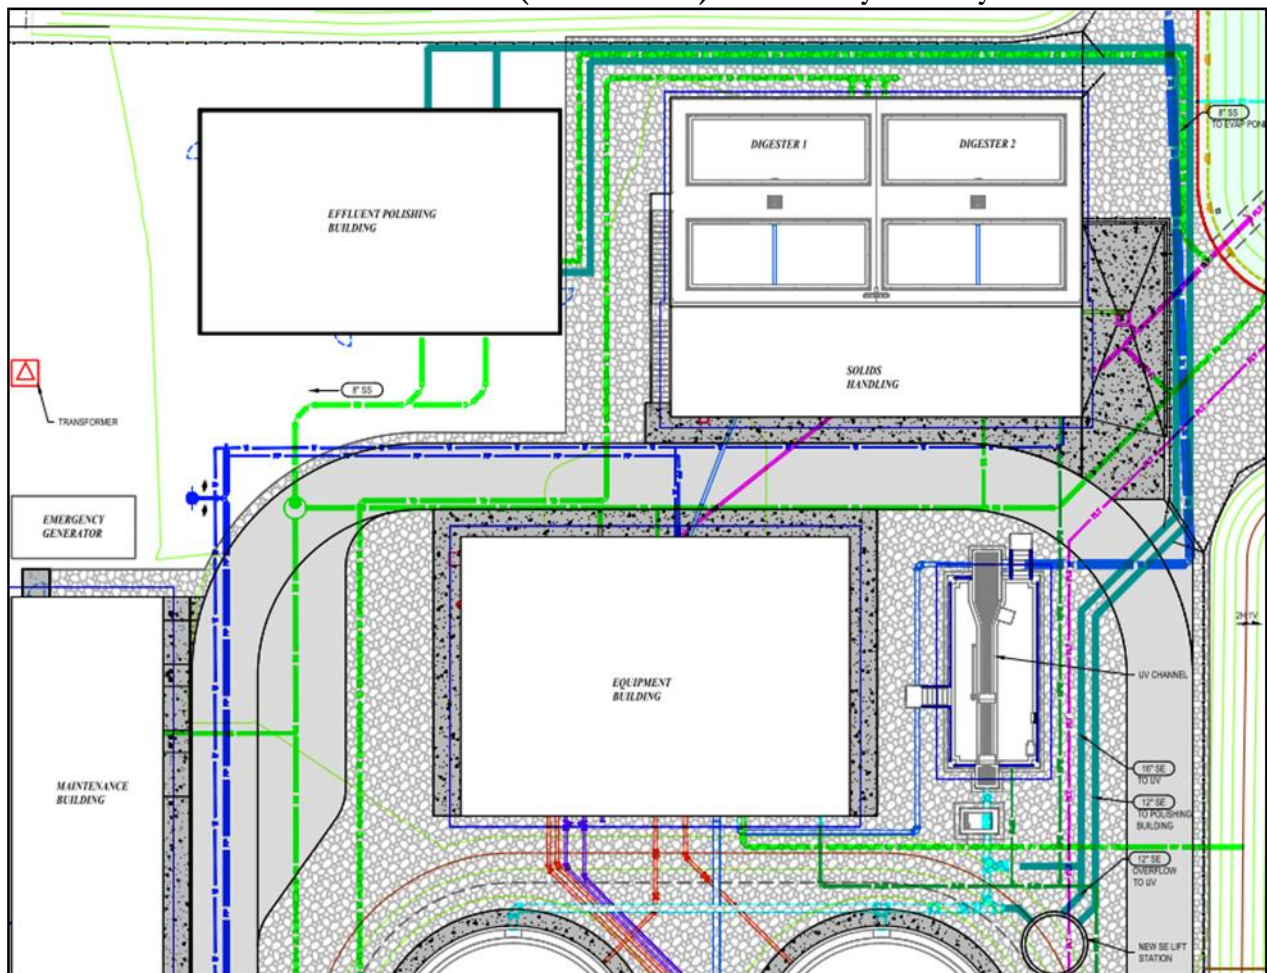 8" SS
TO EVAP POND
DIGESTER 1
DIGESTER 2
EFFLUENT POLISHING
BUILDING
SOLIDS
HANDLING
8" SS
TRANSFORMER
EMERGENCY
GENERATOR
2H:1V
EQUIPMENT
BUILDING
UV CHANNEL
MAINTENANCE
BUILDING
16" SE
TO UV
12" SE
TO POLISHING
BUILDING
12" SE
OVERFLOW
TO UV
NEW SE LIFT
STATION